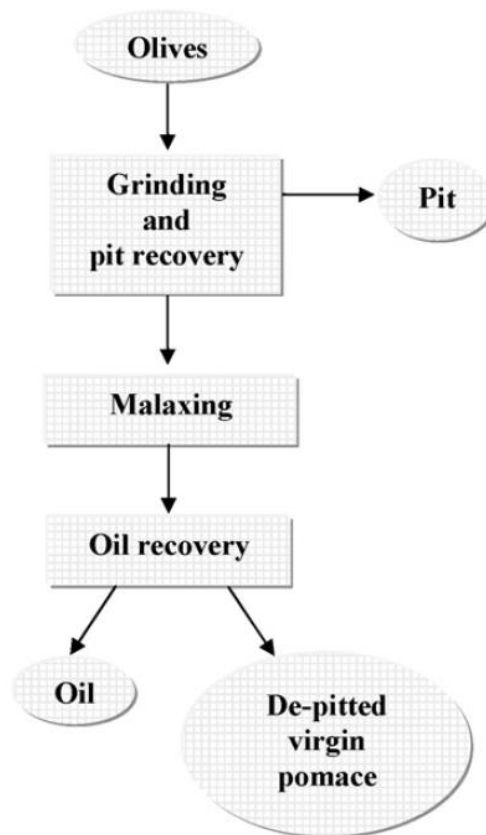 Olives
Grinding
and
pit recovery
Pit
Malaxing
Oil recovery
Oil
De-pitted
virgin
pomace